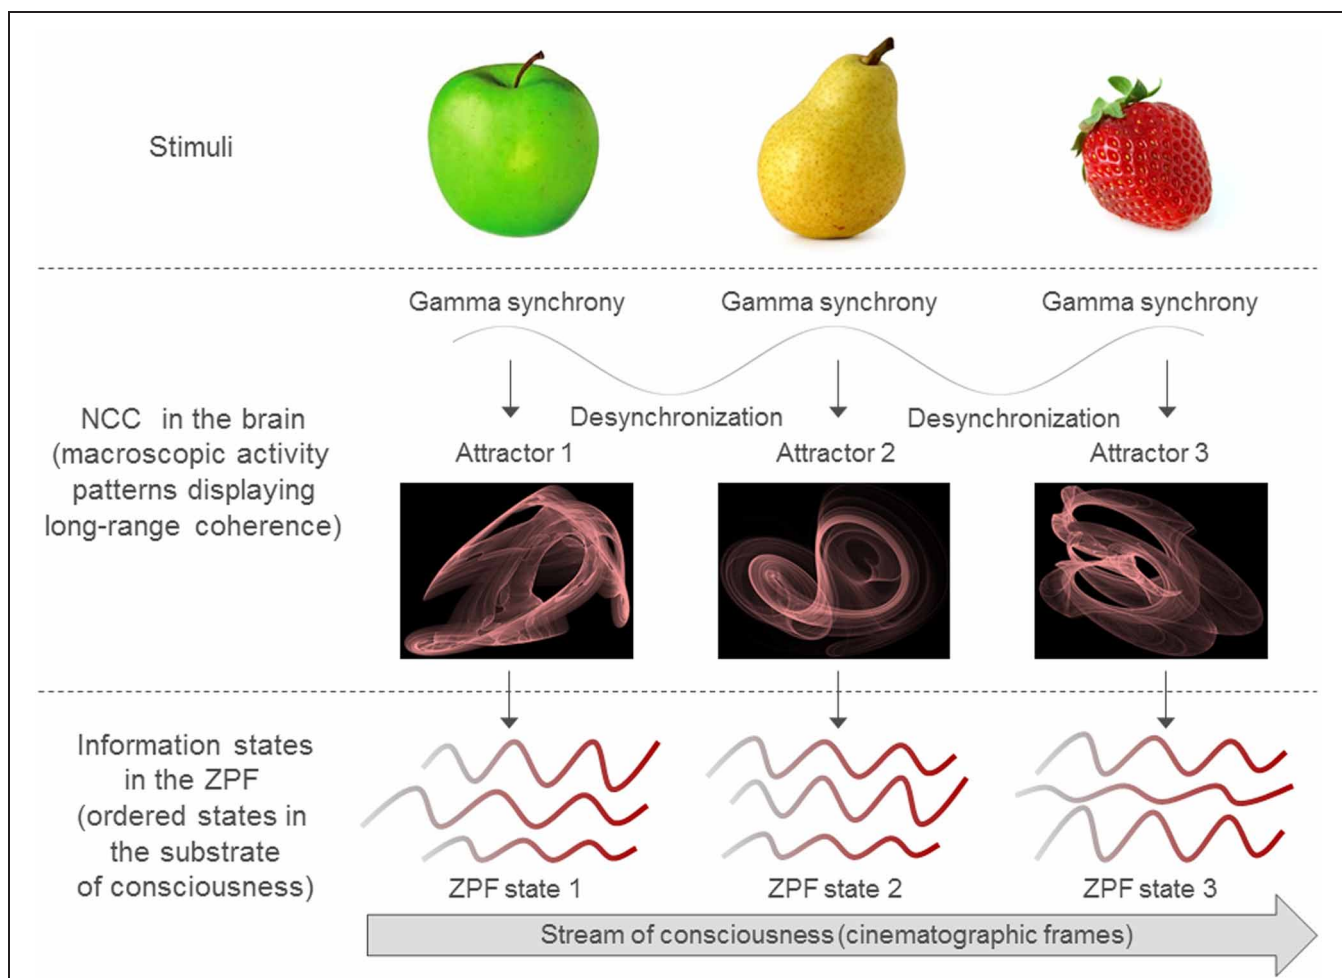 Stimuli
Gamma synchrony
Gamma synchrony
Gamma synchrony
Desynchronization
Desynchronization
NCC in the brain
(macroscopic activity
patterns displaying
long-range coherence)
Attractor 1
Attractor 2
Attractor 3
Information states
in the ZPF
(ordered states in
the substrate
of consciousness)
ZPF state 1
ZPF state 2
ZPF state 3
Stream of consciousness (cinematographic frames)